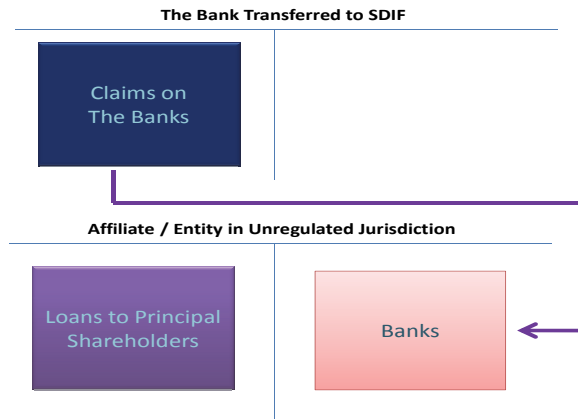 The Bank Transferred to SDIF
Claims on
The Banks
Affiliate / Entity in Unregulated Jurisdiction
Loans to Principal
Shareholders
Banks